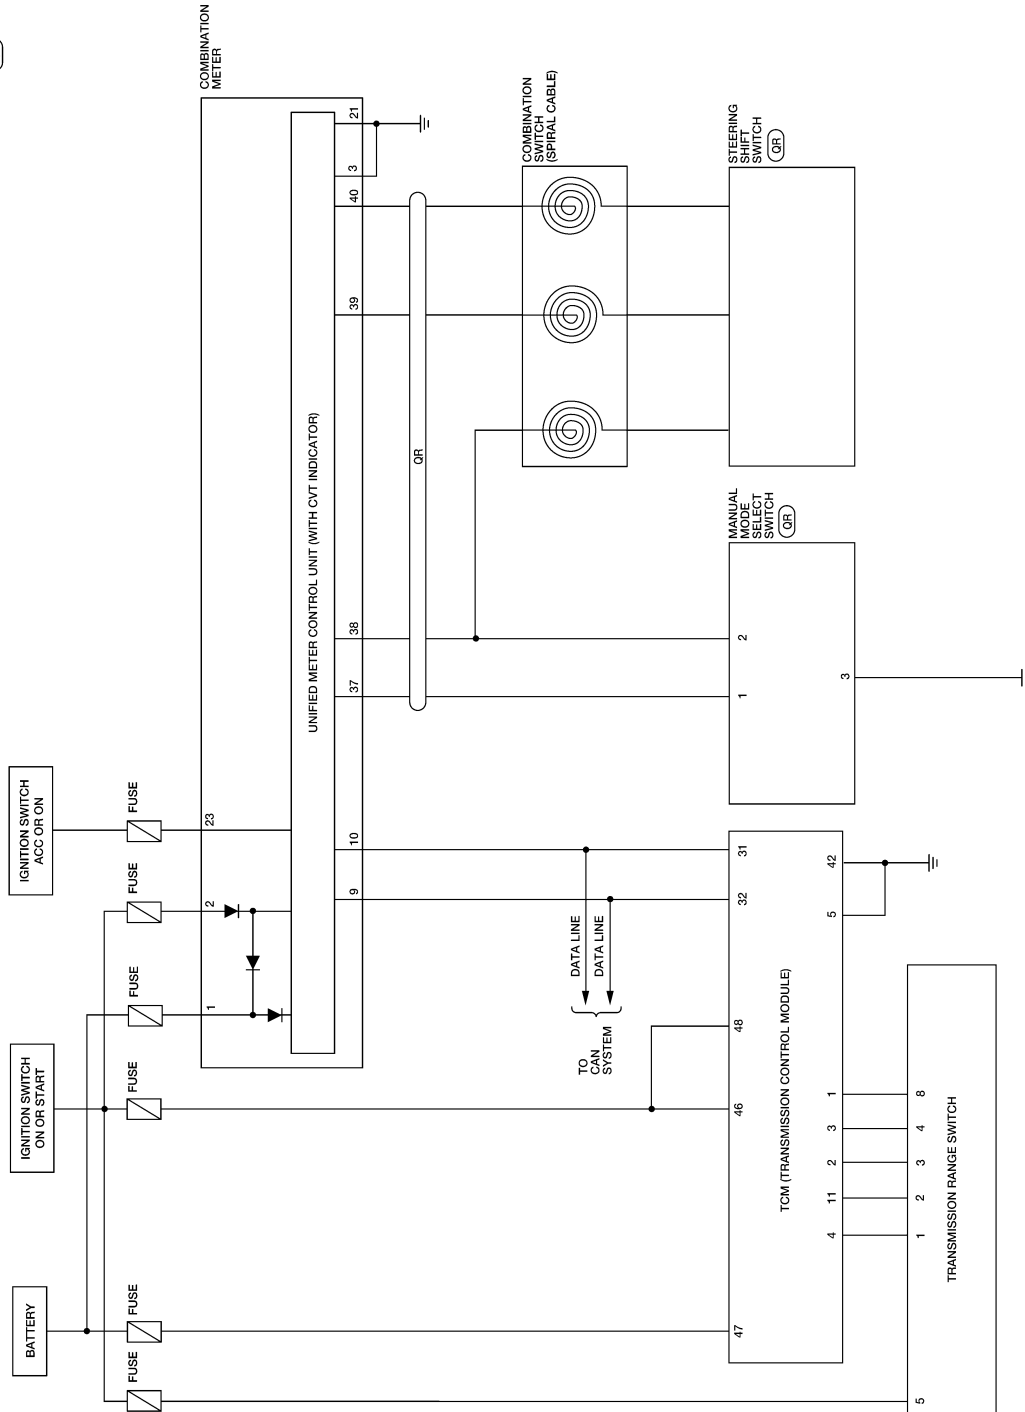 COMBINATION
METER
21
3
40
39
38
37
10
9
23
2
1
UNIFIED METER CONTROL UNIT (WITH CVT INDICATOR)
QR
COMBINATION
SWITCH
(SPIRAL CABLE)
STEERING
SHIFT
SWITCH
QR
MANUAL
MODE
SELECT
SWITCH
QR
2
1
3
IGNITION SWITCH
ACC OR ON
FUSE
FUSE
FUSE
IGNITION SWITCH
ON OR START
FUSE
BATTERY
FUSE
FUSE
DATA LINE
DATA LINE
TO
CAN
SYSTEM
31
32
48
46
47
42
5
TCM (TRANSMISSION CONTROL MODULE)
1
3
2
11
4
8
4
3
2
1
5
TRANSMISSION RANGE SWITCH